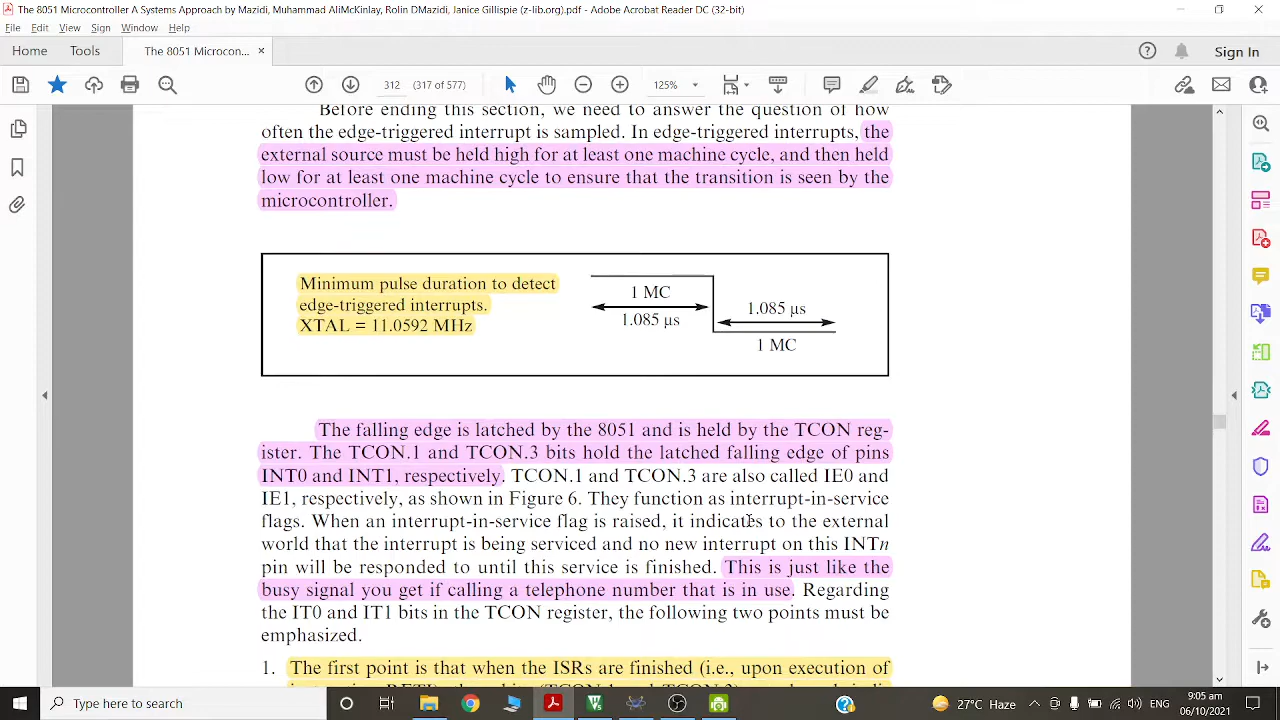 The 8051 Microcontroller A Systems Approach by Mazidi, Muhammad AliMcKinlay, Rolin DMazidi, Janice Gillispie (z-lib.org).pdf - Adobe Acrobat Reader DC (32-bit)
File Edit View Sign Window Help
Home Tools The 8051 Microcon... × Sign In
312 (317 of 577) 125%
Before ending this section, we need to answer the question of how
often the edge-triggered interrupt is sampled. In edge-triggered interrupts, the
external source must be held high for at least one machine cycle, and then held
low for at least one machine cycle to ensure that the transition is seen by the
microcontroller.
Minimum pulse duration to detect
edge-triggered interrupts.
XTAL = 11.0592 MHz
1 MC
1.085 µs
1.085 µs
1 MC
The falling edge is latched by the 8051 and is held by the TCON reg-
ister. The TCON.1 and TCON.3 bits hold the latched falling edge of pins
INT0 and INT1, respectively. TCON.1 and TCON.3 are also called IE0 and
IE1, respectively, as shown in Figure 6. They function as interrupt-in-service
flags. When an interrupt-in-service flag is raised, it indicates to the external
world that the interrupt is being serviced and no new interrupt on this INTn
pin will be responded to until this service is finished. This is just like the
busy signal you get if calling a telephone number that is in use. Regarding
the IT0 and IT1 bits in the TCON register, the following two points must be
emphasized.
1. The first point is that when the ISRs are finished (i.e., upon execution of
Type here to search
27°C Haze
ENG
9:05 am
06/10/2021